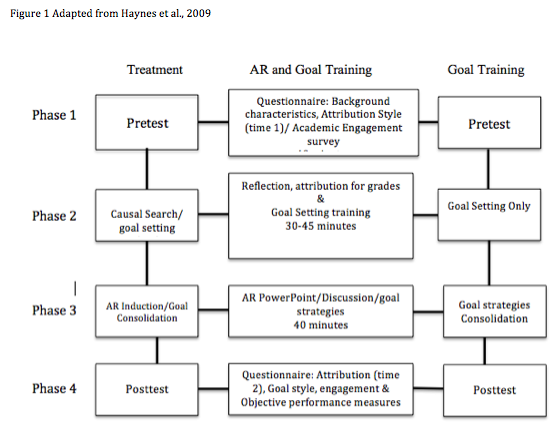 Figure 1 Adapted from Haynes et al., 2009
Treatment
AR and Goal Training
Goal Training
Phase 1
Pretest
Questionnaire: Background
characteristics, Attribution Style
(time 1)/ Academic Engagement
survey
Pretest
Phase 2
Causal Search/
goal setting
Reflection, attribution for grades
&
Goal Setting training
30-45 minutes
Goal Setting Only
Phase 3
AR Induction/Goal
Consolidation
AR PowerPoint/Discussion/goal
strategies
40 minutes
Goal strategies
Consolidation
Phase 4
Posttest
Questionnaire: Attribution (time
2), Goal style, engagement &
Objective performance measures
Posttest